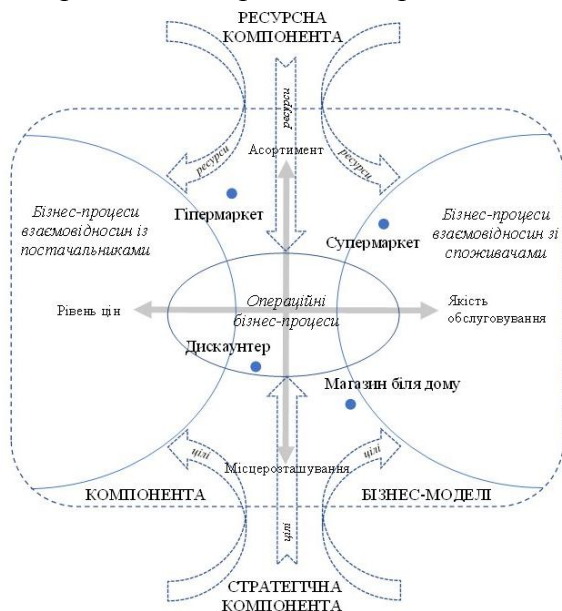 РЕСУРСНА
КОМПОНЕНТА
ресурси
ресурси
ресурси
Асортимент
Гіпермаркет
Супермаркет
Бізнес-процеси
взаємовідносин із
постачальниками
Бізнес-процеси
взаємовідносин зі
споживачами
Рівень цін
Операційні
бізнес-процеси
Якість
обслуговування
Дискаунтер
Магазин біля дому
цілі
цілі
Місцерозташування
КОМПОНЕНТА
БІЗНЕС-МОДЕЛІ
цілі
СТРАТЕГІЧНА
КОМПОНЕНТА